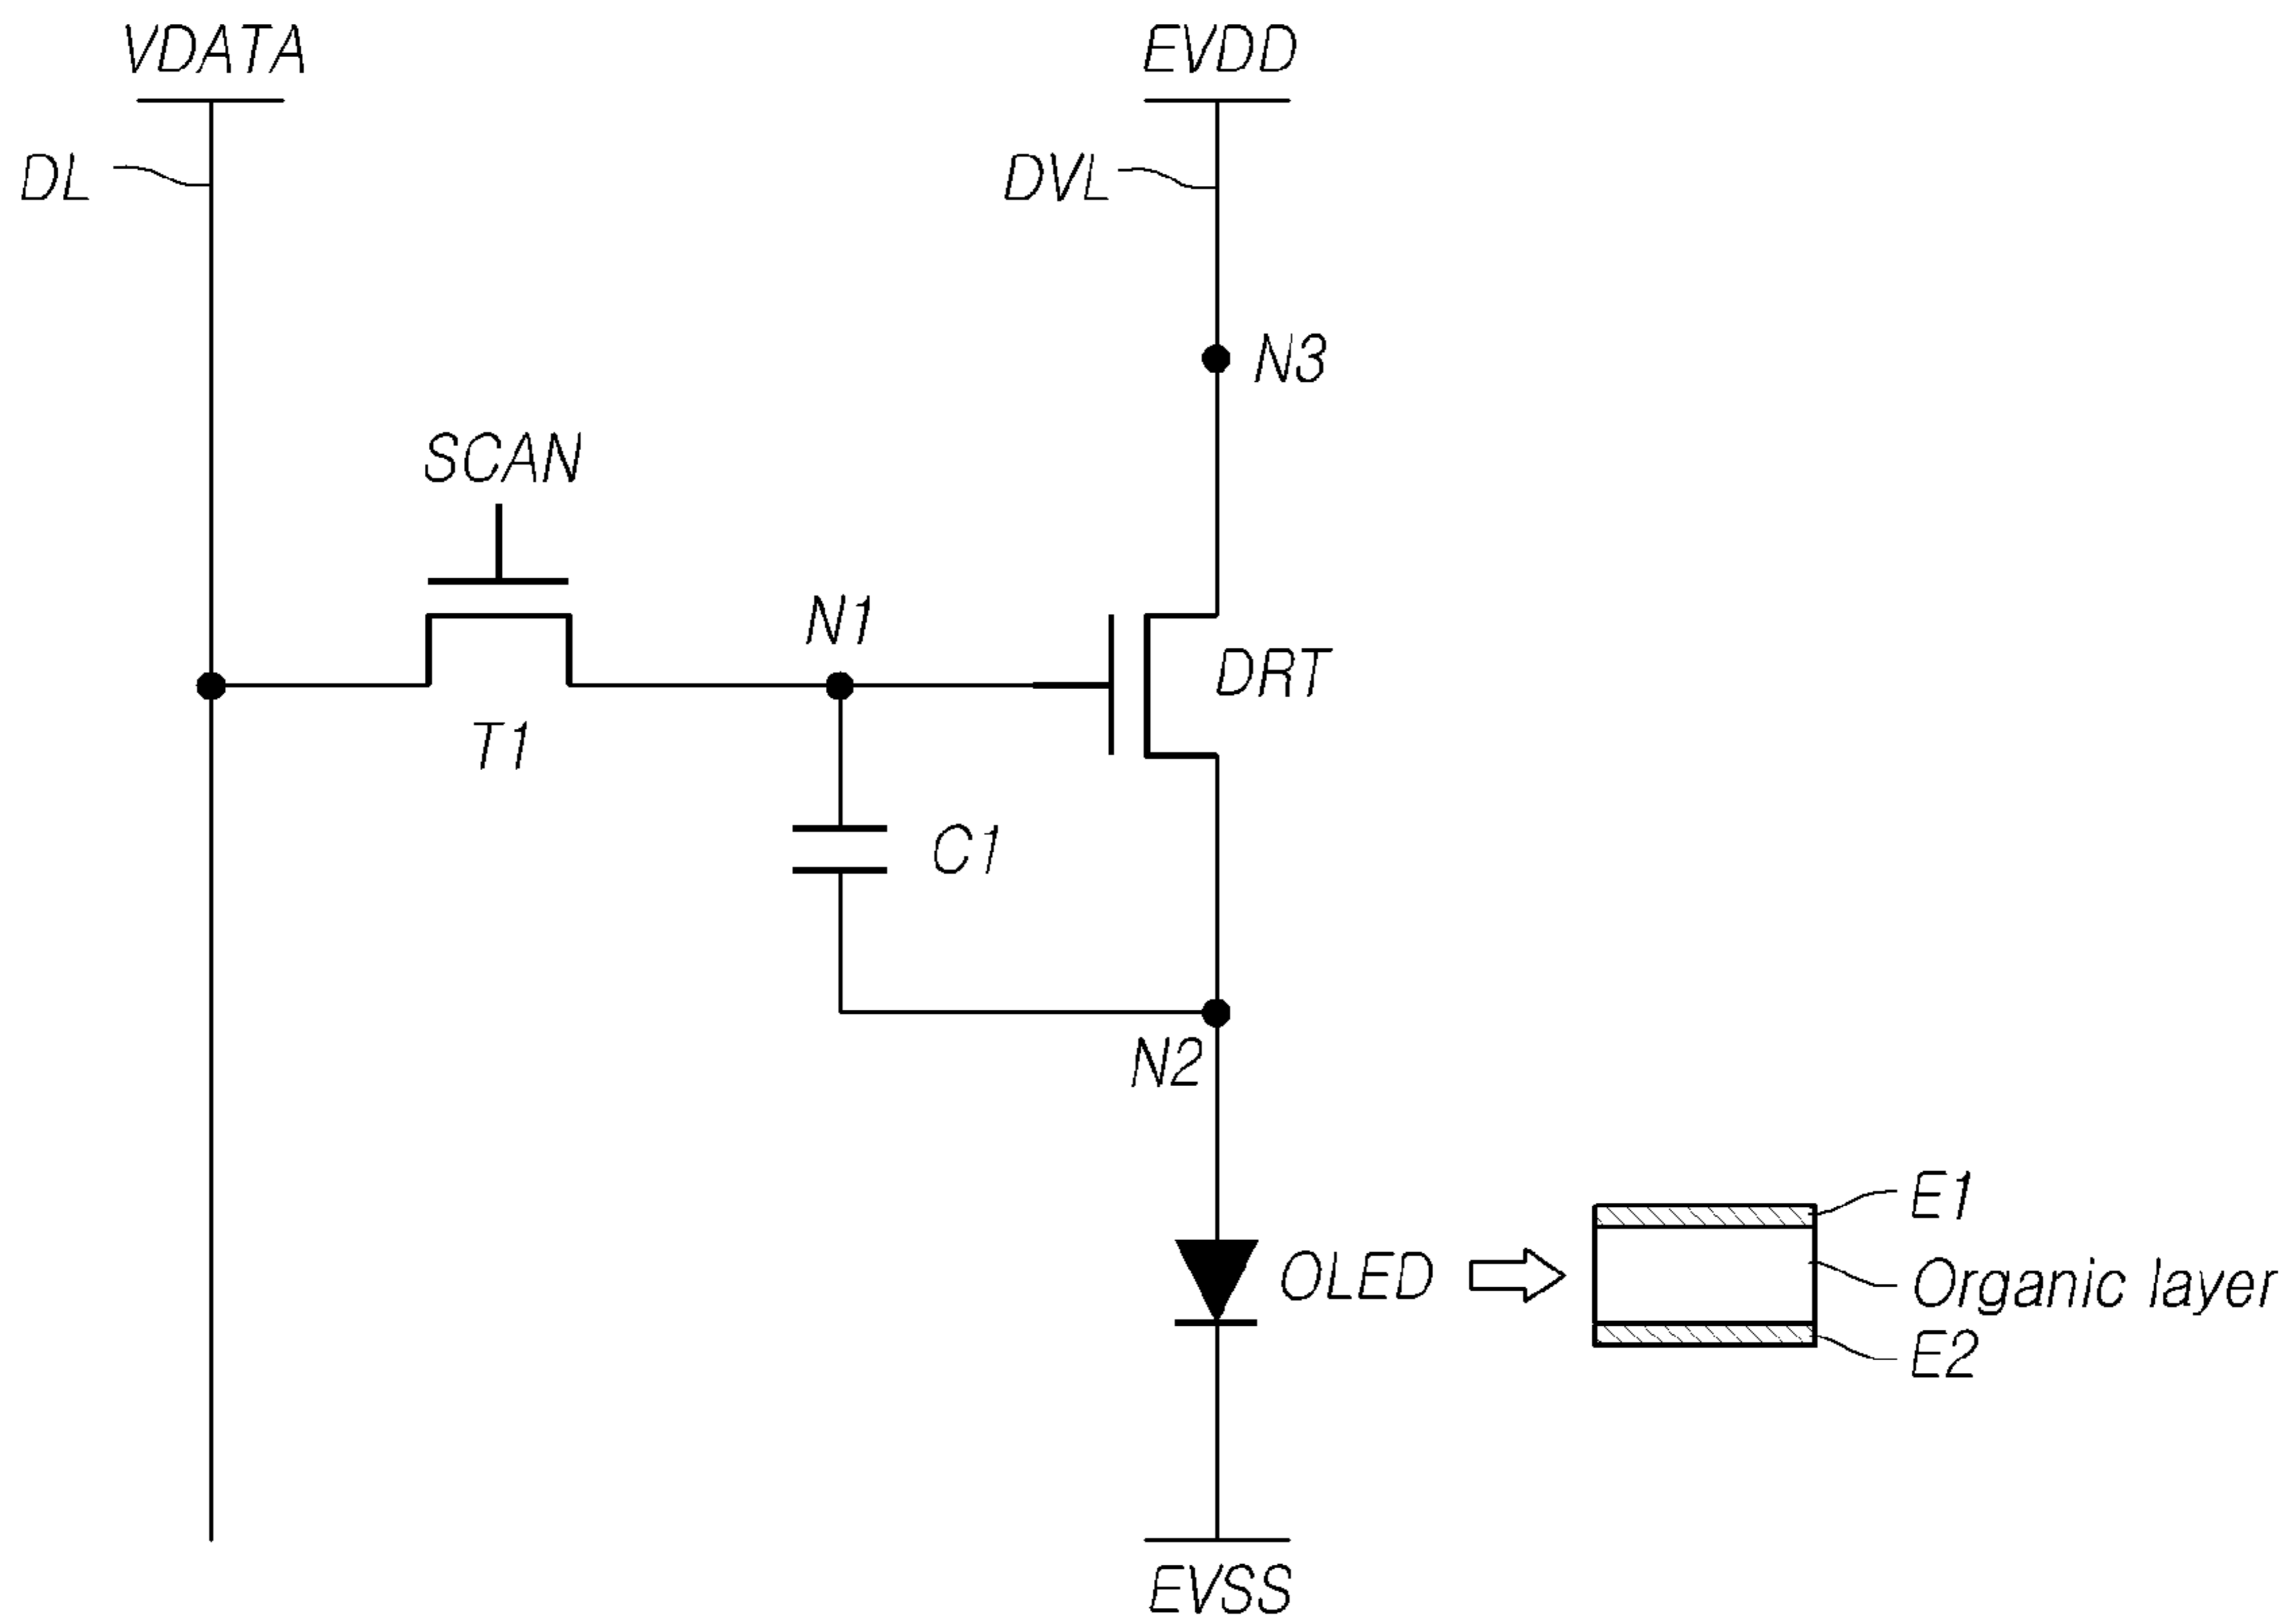 VDATA
EVDD
DL
DVL
N3
SCAN
N1
DRT
T1
C1
N2
E1
OLED
Organic layer
E2
EVSS